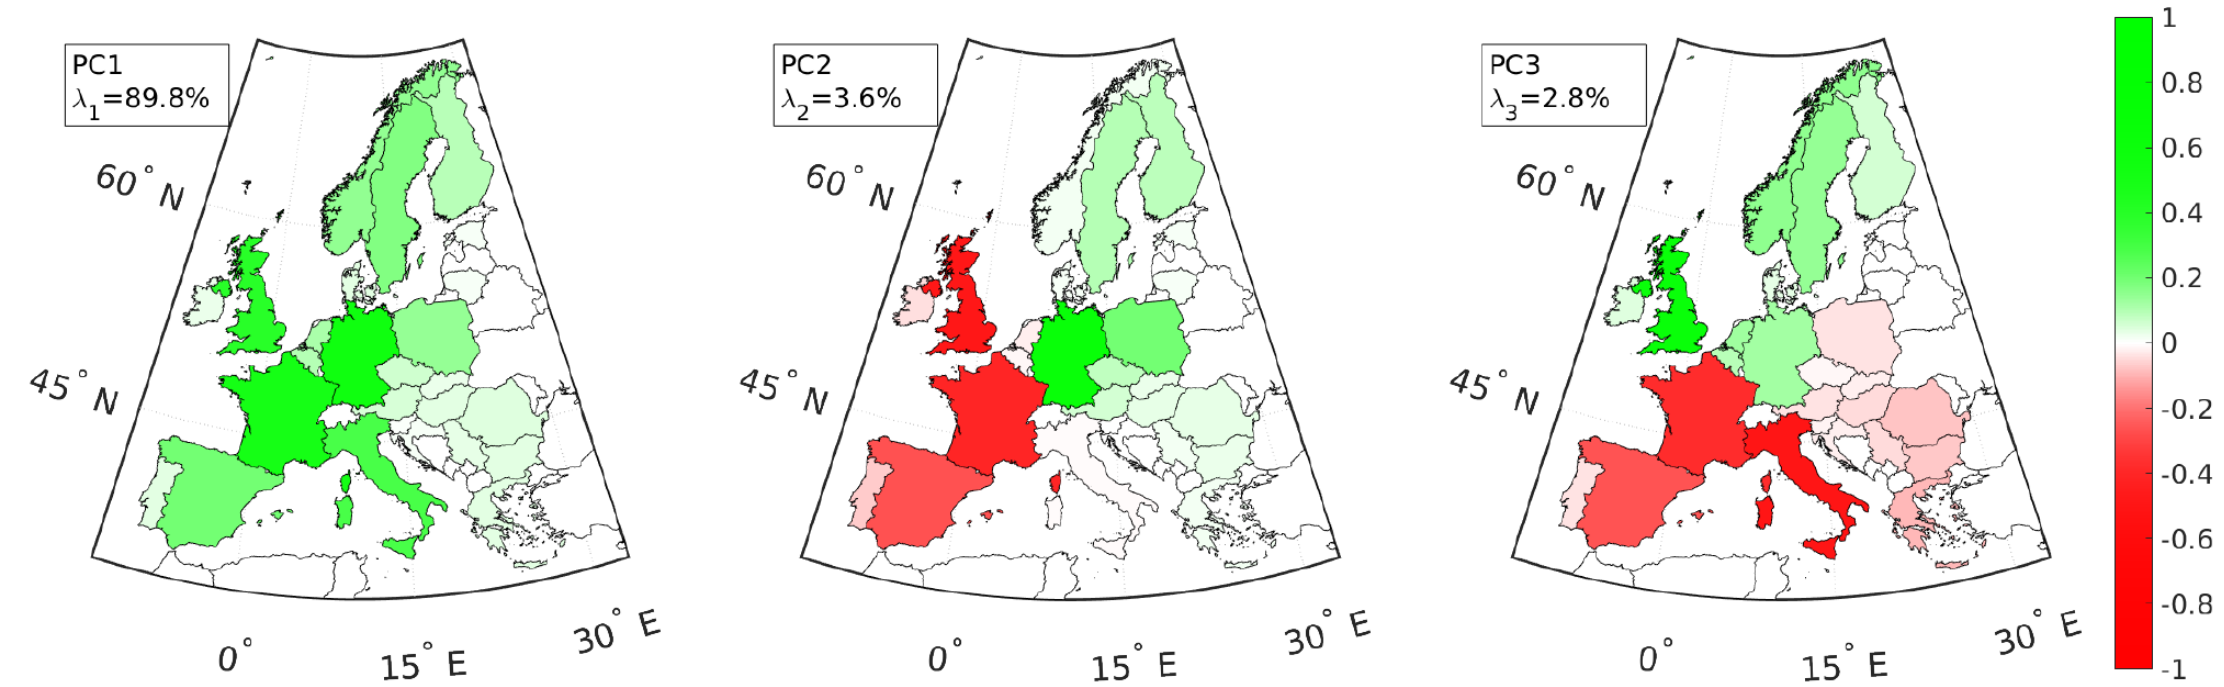 PC1
λ1=89.8%
60° N
45° N
0°
15° E
30° E
PC2
λ2=3.6%
60° N
45° N
0°
15° E
30° E
PC3
λ3=2.8%
60° N
45° N
0°
15° E
30° E
1
0.8
0.6
0.4
0.2
0
-0.2
-0.4
-0.6
-0.8
-1